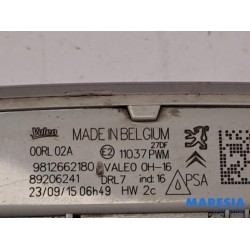 Valeo MADE IN BELGIUM
27DF
00RL 02A E2 11037 PWM
9812662180 VALEO 0H-16
89206241 DRL7 ind:16 PSA
23/09/15 06h49 HW 2c
MARESIA